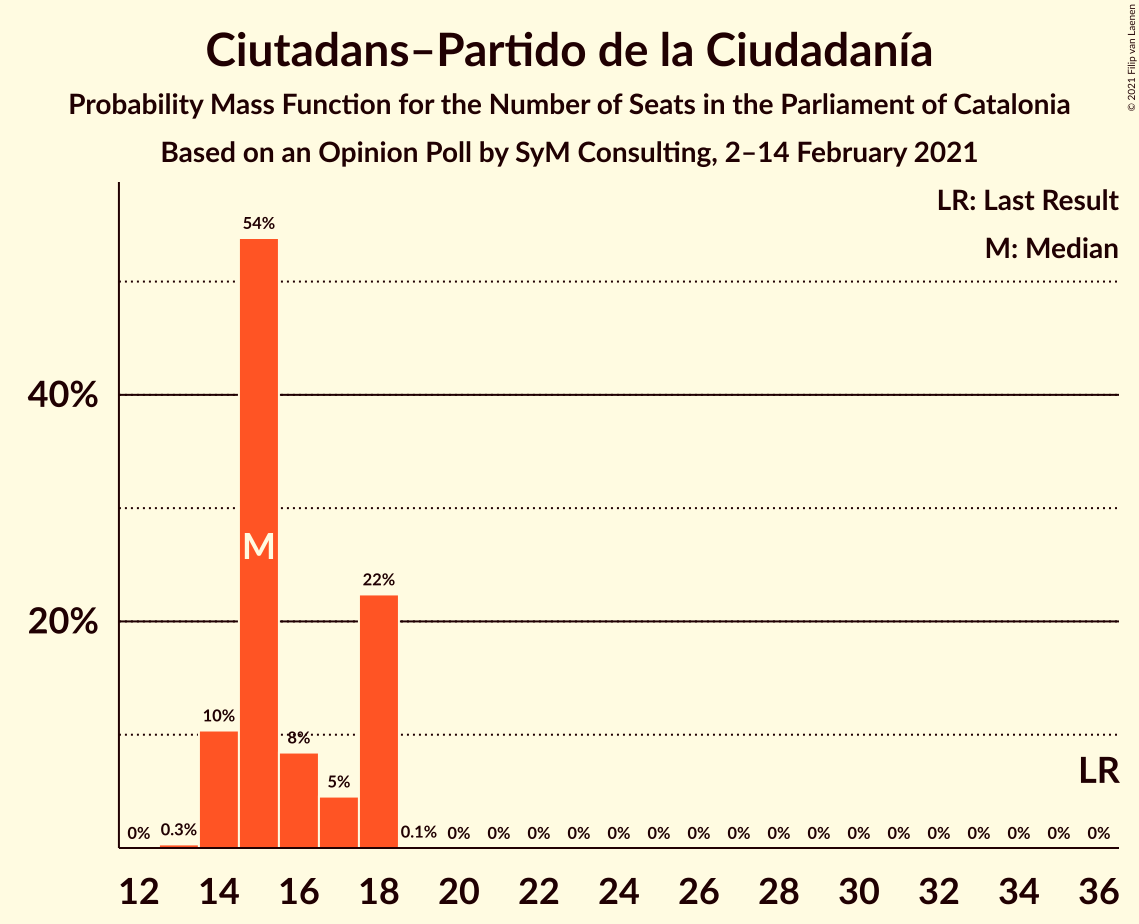 Ciutadans–Partido de la Ciudadanía
Probability Mass Function for the Number of Seats in the Parliament of Catalonia
Based on an Opinion Poll by SyM Consulting, 2–14 February 2021
© 2021 Filip van Laenen
LR: Last Result
M: Median
54%
40%
M
22%
20%
10%
8%
5%
LR
0% 0.3% 0.1% 0% 0% 0% 0% 0% 0% 0% 0% 0% 0% 0% 0% 0% 0% 0% 0%
12 14 16 18 20 22 24 26 28 30 32 34 36